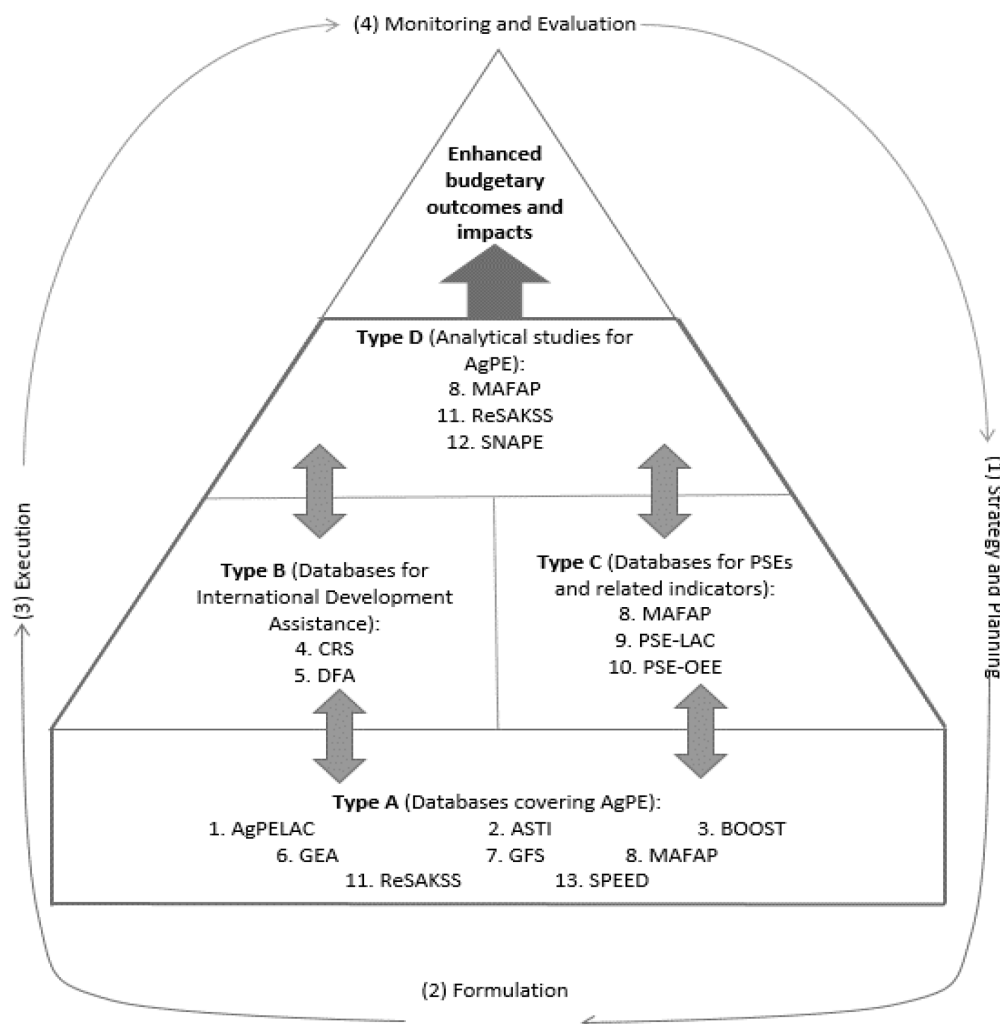 (4) Monitoring and Evaluation
Enhanced
budgetary
outcomes and
impacts
Type D (Analytical studies for
AgPE):
8. MAFAP
11. ReSAKSS
12. SNAPE
(1) Strategy and Planning
(3) Execution
Type B (Databases for
International Development
Assistance):
4. CRS
5. DFA
Type C (Databases for PSEs
and related indicators):
8. MAFAP
9. PSE-LAC
10. PSE-OEE
Type A (Databases covering AgPE):
1. AgPELAC 2. ASTI 3. BOOST
6. GEA 7. GFS 8. MAFAP
11. ReSAKSS 13. SPEED
(2) Formulation